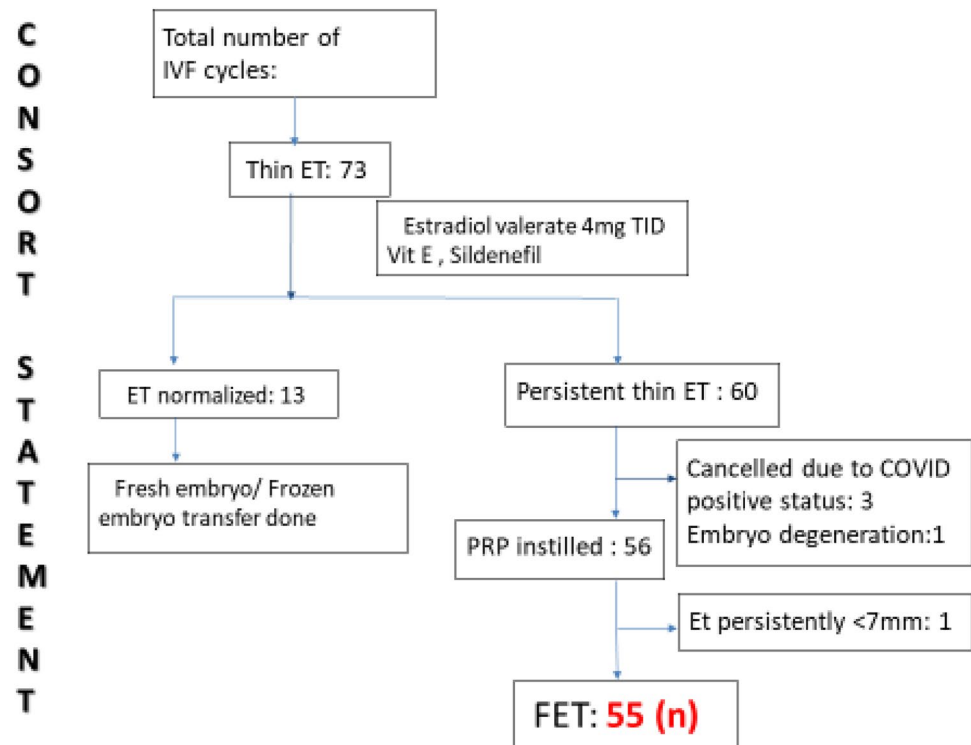 CONSORT STATEMENT
Total number of
IVF cycles:
Thin ET: 73
Estradiol valerate 4mg TID
Vit E , Sildenefil
ET normalized: 13
Persistent thin ET : 60
Fresh embryo/ Frozen
embryo transfer done
Cancelled due to COVID
positive status: 3
Embryo degeneration:1
PRP instilled : 56
Et persistently <7mm: 1
FET: 55 (n)